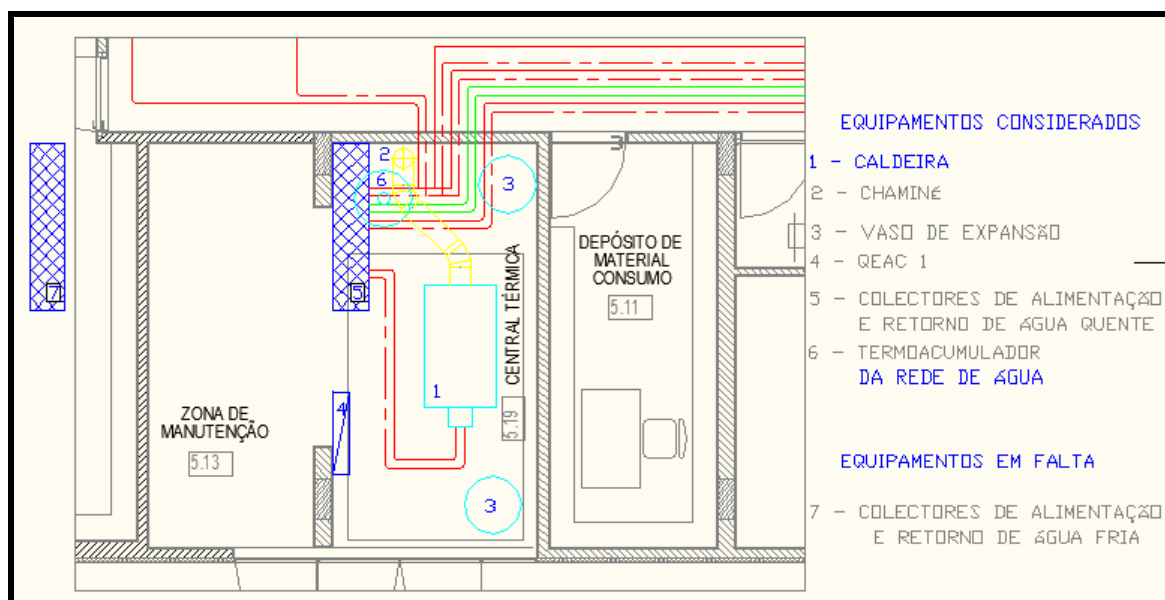 2
6
3
7
5
CENTRAL TÉRMICA
5.19
1
4
3
ZONA DE
MANUTENÇÃO
5.13
DEPÓSITO DE
MATERIAL
CONSUMO
5.11
EQUIPAMENTOS CONSIDERADOS
1 - CALDEIRA
2 - CHAMINÉ
3 - VASO DE EXPANSÃO
4 - QEAC 1
5 - COLECTORES DE ALIMENTAÇÃO
E RETORNO DE ÁGUA QUENTE
6 - TERMOACUMULADOR
DA REDE DE ÁGUA
EQUIPAMENTOS EM FALTA
7 - COLECTORES DE ALIMENTAÇÃO
E RETORNO DE ÁGUA FRIA